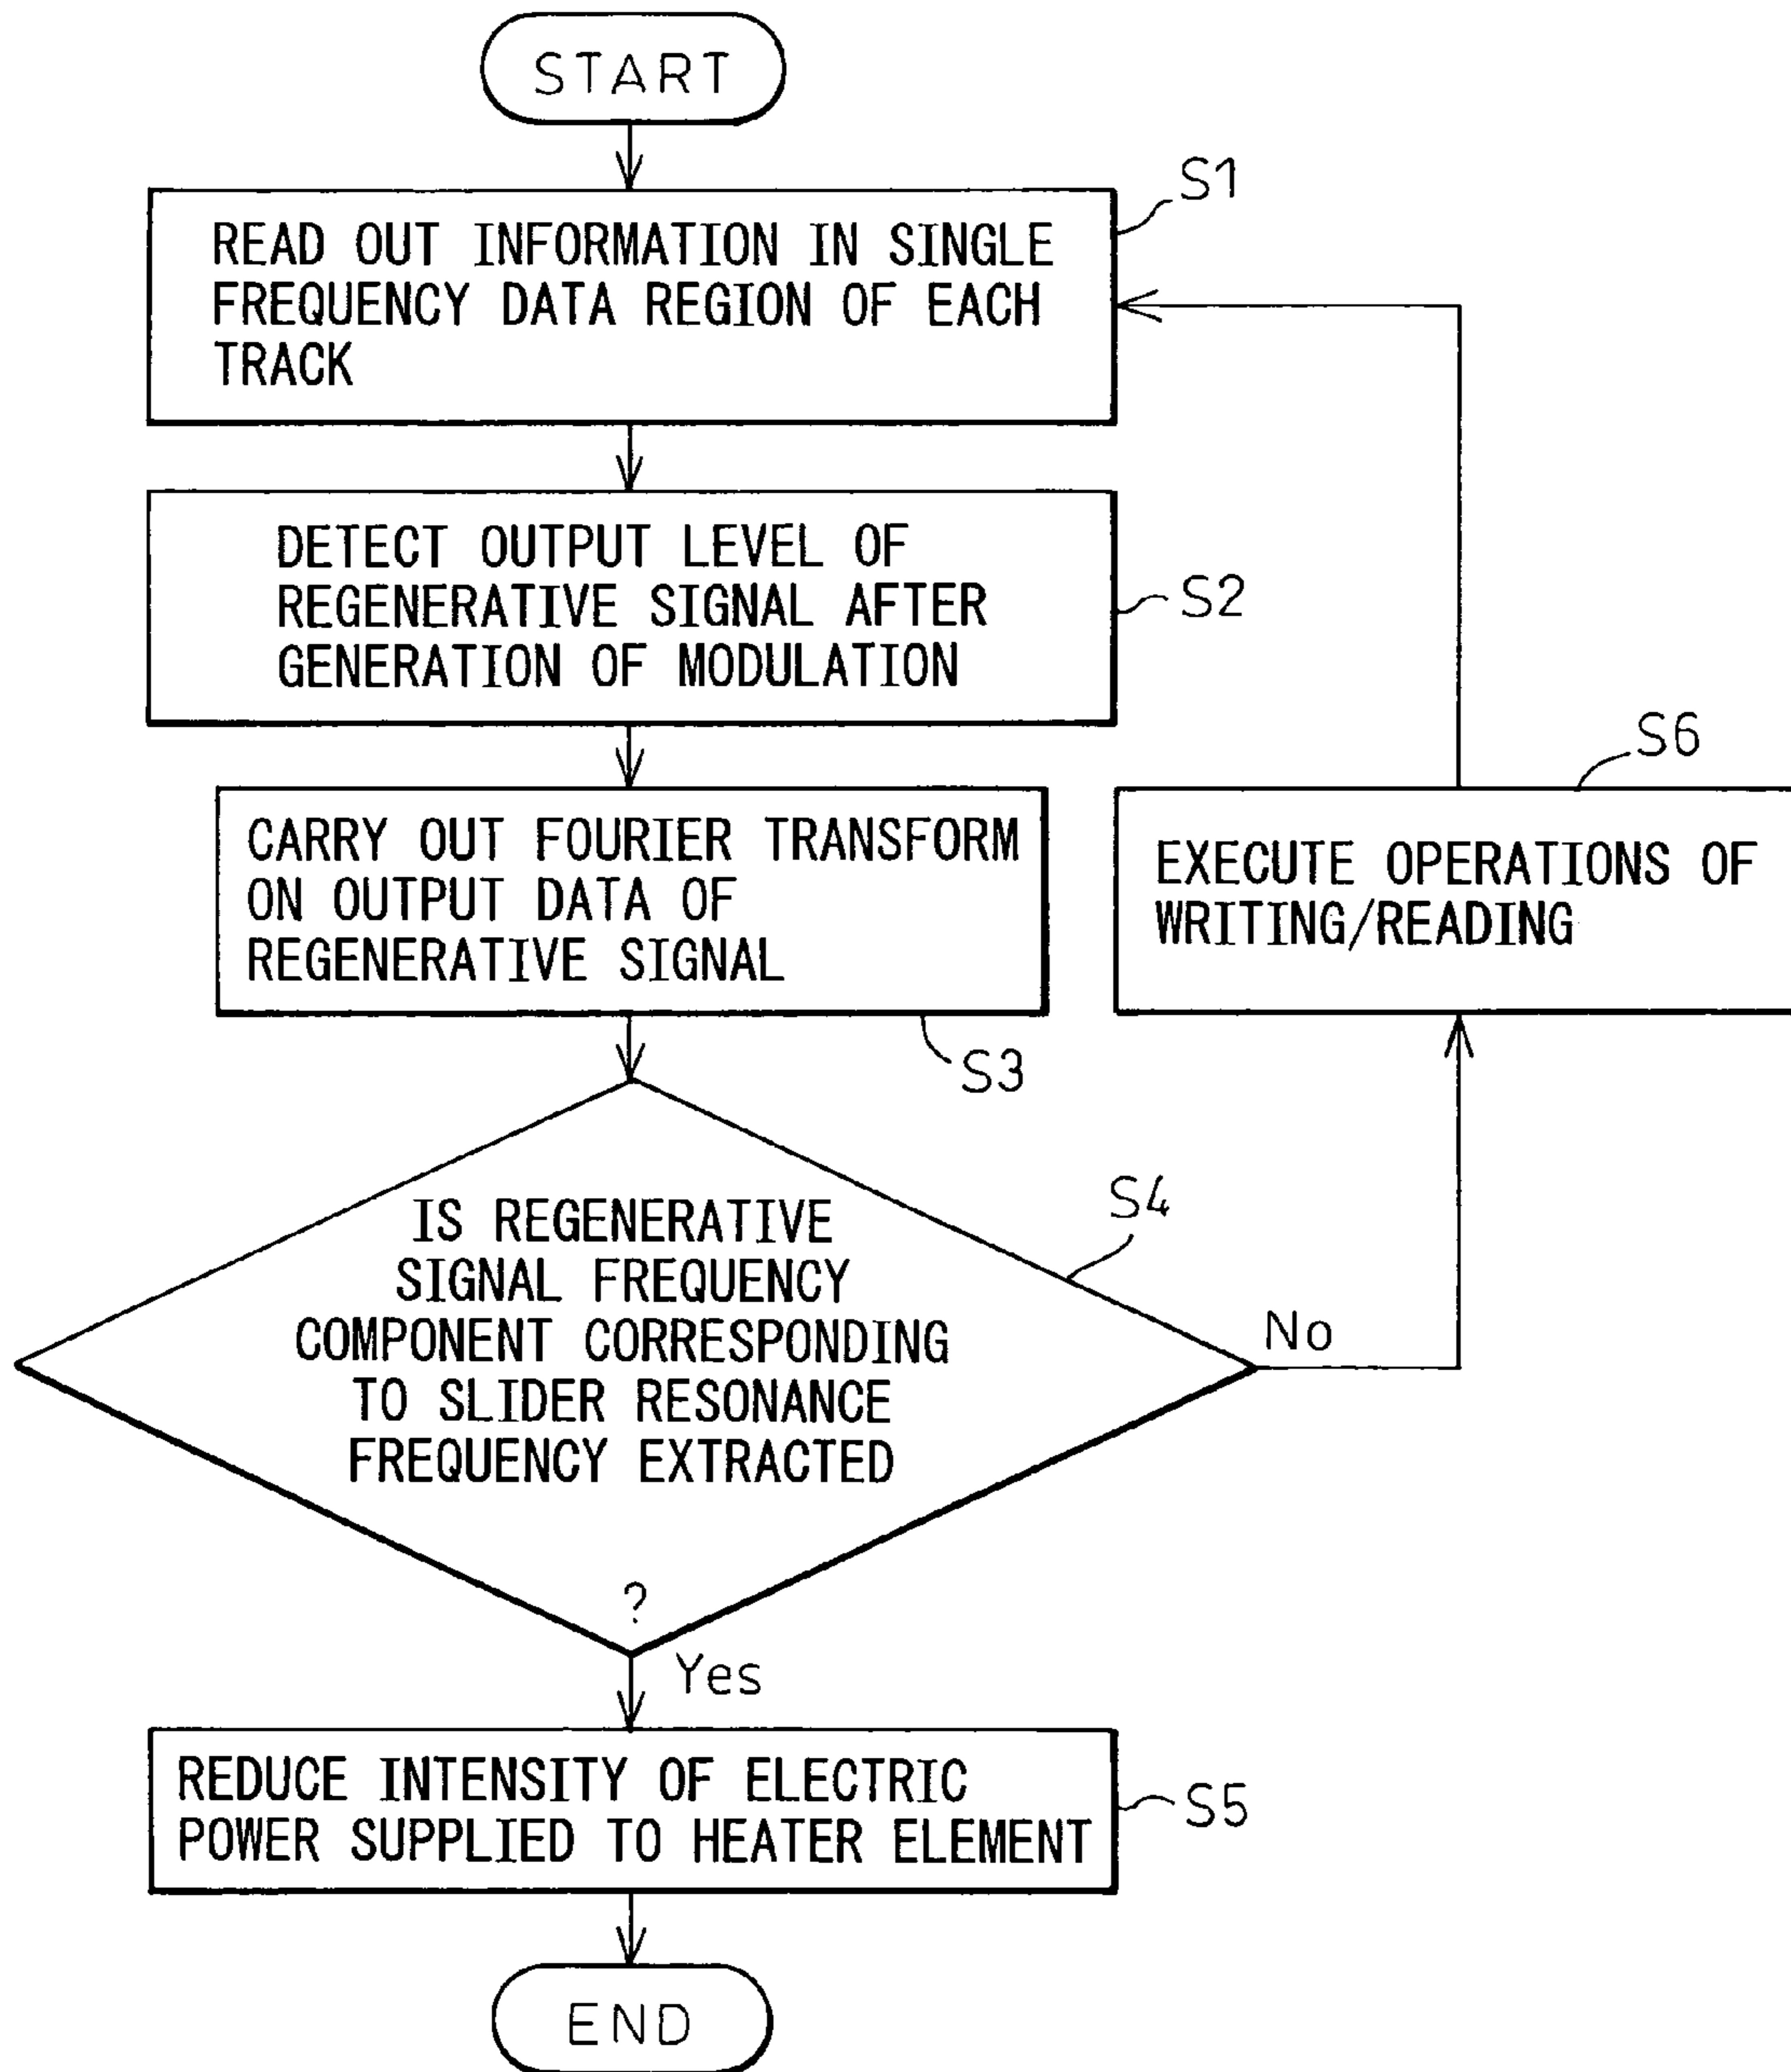 START
S1
READ OUT INFORMATION IN SINGLE
FREQUENCY DATA REGION OF EACH
TRACK
DETECT OUTPUT LEVEL OF
REGENERATIVE SIGNAL AFTER
GENERATION OF MODULATION
S2
S6
CARRY OUT FOURIER TRANSFORM
ON OUTPUT DATA OF
REGENERATIVE SIGNAL
EXECUTE OPERATIONS OF
WRITING/READING
S3
S4
IS REGENERATIVE
SIGNAL FREQUENCY
COMPONENT CORRESPONDING
TO SLIDER RESONANCE
FREQUENCY EXTRACTED
?
No
Yes
REDUCE INTENSITY OF ELECTRIC
POWER SUPPLIED TO HEATER ELEMENT
S5
END